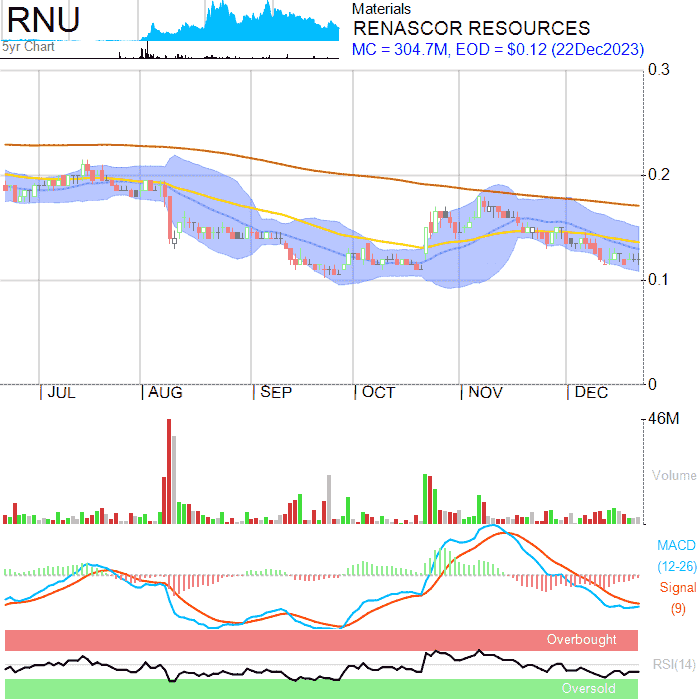 RNU
5yr Chart
Materials
RENASCOR RESOURCES
MC = 304.7M, EOD = $0.12 (22Dec2023)
0.3
0.2
0.1
0
JUL AUG SEP OCT NOV DEC
46M
Volume
MACD
(12-26)
Signal
(9)
Overbought
RSI(14)
Oversold